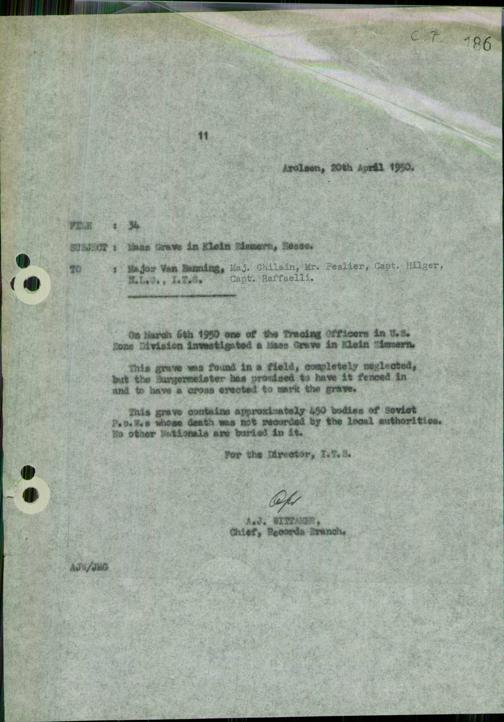 C. F. 186
11
Arolsen, 20th April 1950.
FILE : 34
SUBJECT : Mass Grave in Klein Zimmern, Hesse.
TO : Major Van Banning, Maj. Ghilain, Mr. Peslier, Capt. Hilger,
N.L.O., I.T.S. Capt. Raffaelli.
On March 6th 1950 one of the Tracing Officers in U.S.
Zone Division investigated a Mass Grave in Klein Zimmern.
This grave was found in a field, completely neglected,
but the Burgermeister has promised to have it fenced in
and to have a cross erected to mark the grave.
This grave contains approximately 450 bodies of Soviet
P.o.W.s whose death was not recorded by the local authorities.
No other Nationals are buried in it.
For the Director, I.T.S.
A.J. WITTAMER,
Chief, Records Branch.
AJW/JMG